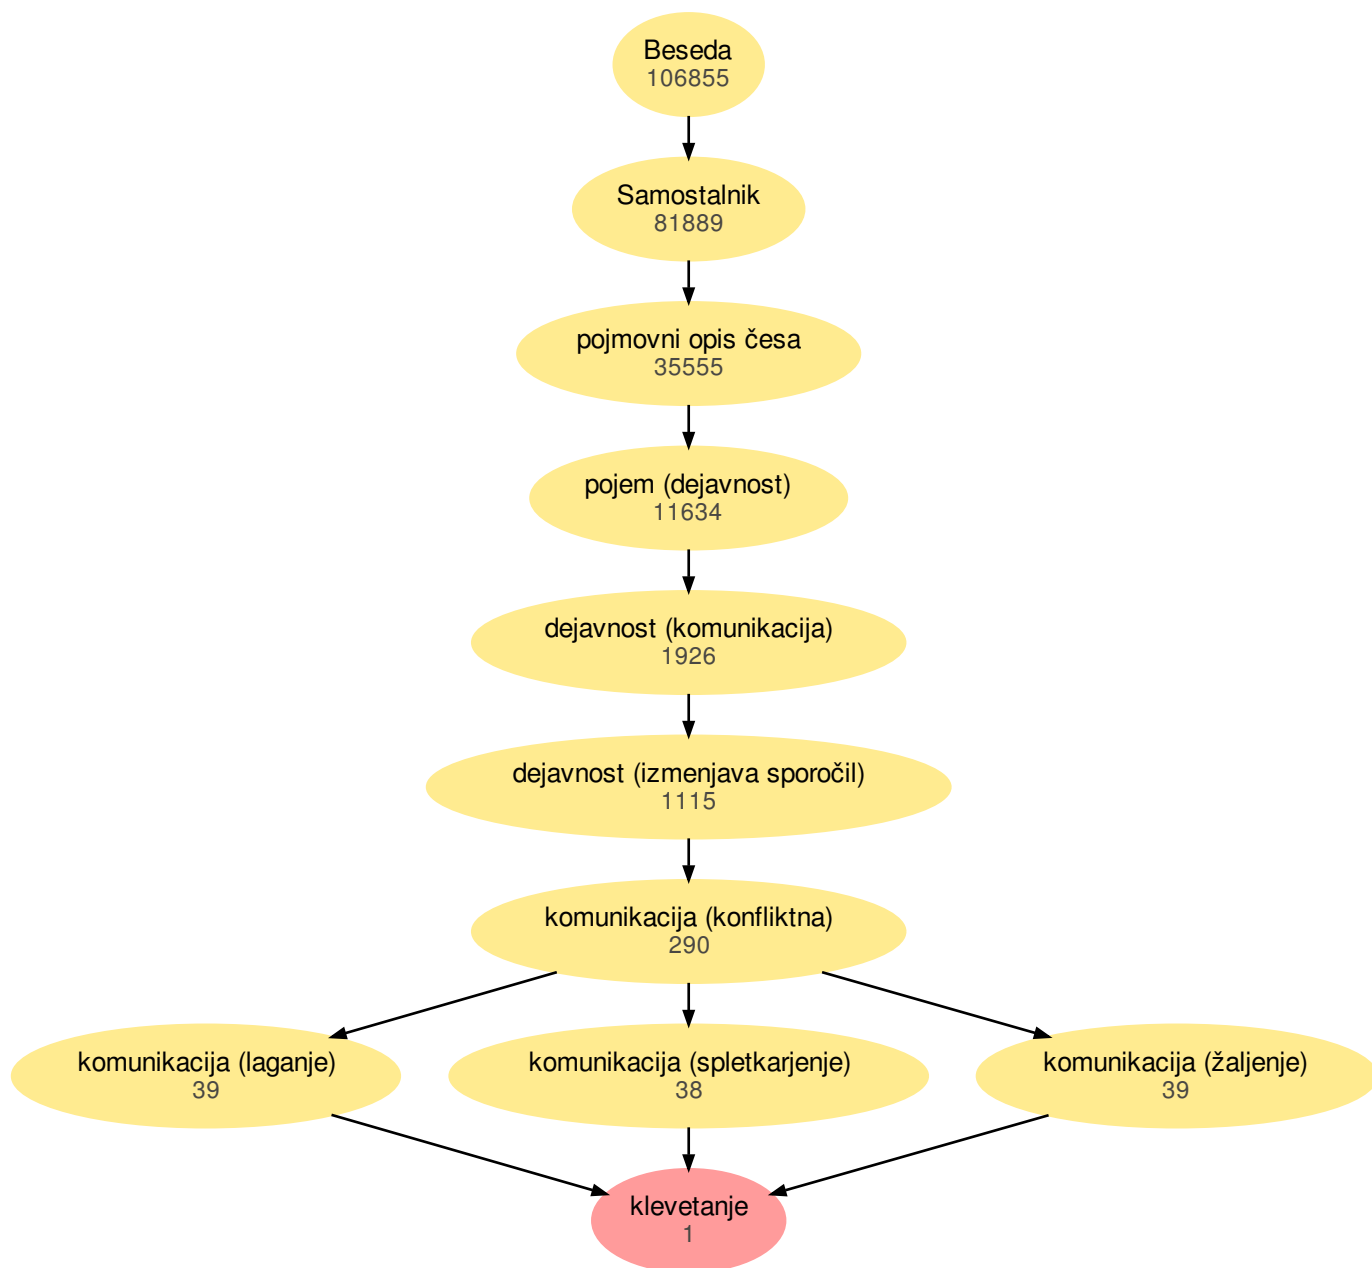 Beseda
106855
Samostalnik
81889
pojmovni opis česa
35555
pojem (dejavnost)
11634
dejavnost (komunikacija)
1926
dejavnost (izmenjava sporočil)
1115
komunikacija (konfliktna)
290
komunikacija (laganje)
39
komunikacija (spletkarjenje)
38
komunikacija (žaljenje)
39
klevetanje
1